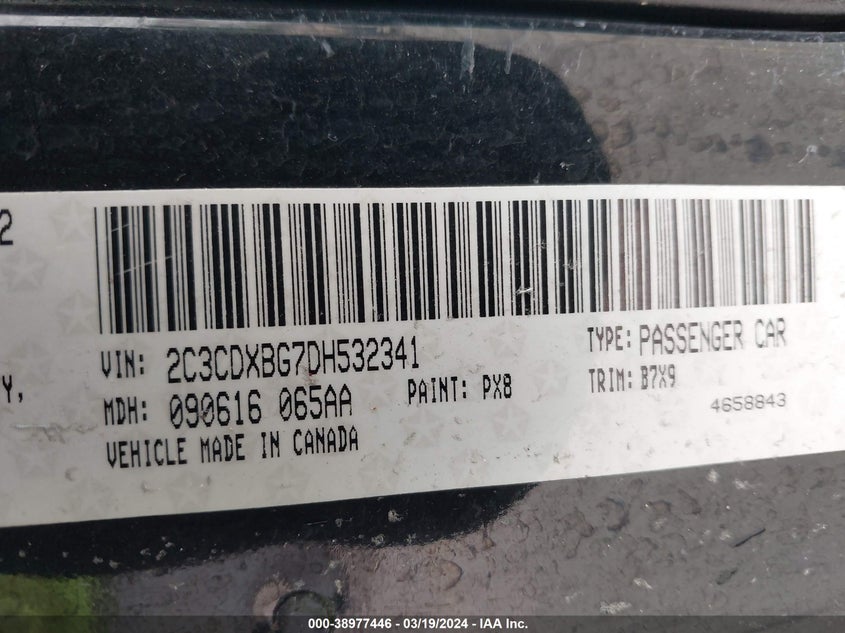 2
VIN: 2C3CDXBG7DH532341
TYPE: PASSENGER CAR
Y,
MDH: 090616 065AA
PAINT: PX8
TRIM: B7X9
4658843
VEHICLE MADE IN CANADA
000-38977446 - 03/19/2024 - IAA Inc.